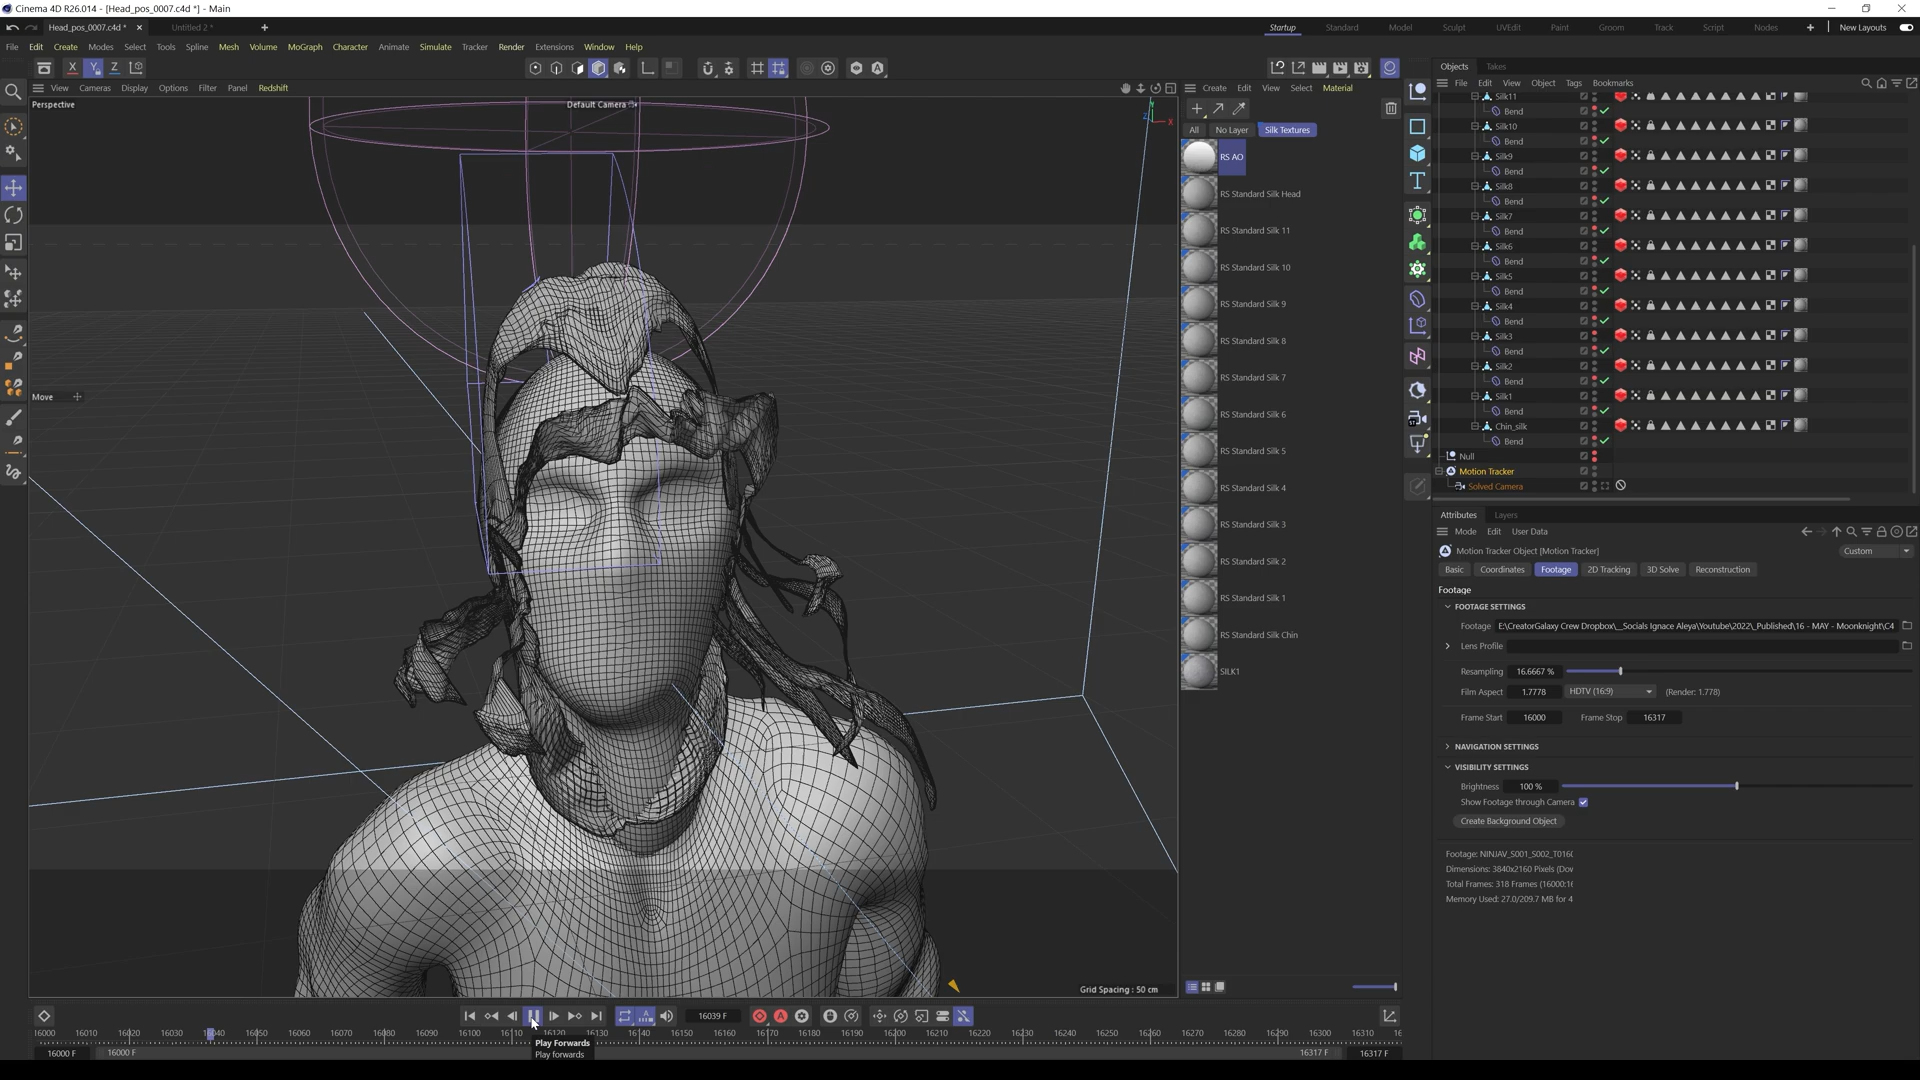 Cinema 4D R26.014 - [Head_pos_0007.c4d *] - Main
Head_pos_0007.c4d * Untitled 2 * Startup Standard Model Sculpt UVEdit Paint Groom Track Script Nodes New Layouts
File Edit Create Modes Select Tools Spline Mesh Volume MoGraph Character Animate Simulate Tracker Render Extensions Window Help
X Y Z
View Cameras Display Options Filter Panel Redshift
Perspective
Default Camera
Move
Grid Spacing : 50 cm
Create Edit View Select Material
All No Layer Silk Textures
RS AO
RS Standard Silk Head
RS Standard Silk 11
RS Standard Silk 10
RS Standard Silk 9
RS Standard Silk 8
RS Standard Silk 7
RS Standard Silk 6
RS Standard Silk 5
RS Standard Silk 4
RS Standard Silk 3
RS Standard Silk 2
RS Standard Silk 1
RS Standard Silk Chin
SILK1
Objects Takes
File Edit View Object Tags Bookmarks
Silk11
Bend
Silk10
Bend
Silk9
Bend
Silk8
Bend
Silk7
Bend
Silk6
Bend
Silk5
Bend
Silk4
Bend
Silk3
Bend
Silk2
Bend
Silk1
Bend
Chin_silk
Bend
Null
Motion Tracker
Solved Camera
Attributes Layers
Mode Edit User Data
Motion Tracker Object [Motion Tracker] Custom
Basic Coordinates Footage 2D Tracking 3D Solve Reconstruction
Footage
FOOTAGE SETTINGS
Footage E:\CreatorGalaxy Crew Dropbox\__Socials Ignace Aleya\Youtube\2022\_Published\16 - MAY - Moonknight\C4
Lens Profile
Resampling 16.6667 %
Film Aspect 1.7778 HDTV (16:9) (Render: 1.778)
Frame Start 16000 Frame Stop 16317
NAVIGATION SETTINGS
VISIBILITY SETTINGS
Brightness 100 %
Show Footage through Camera
Create Background Object
Footage: NINJAV_S001_S002_T016(
Dimensions: 3840x2160 Pixels (Dov
Total Frames: 318 Frames (16000:1
Memory Used: 27.0/209.7 MB for 4
16039 F
16000 16010 16020 16030 16040 16050 16060 16070 16080 16090 16100 16110 16120 16130 16140 16150 16160 16170 16180 16190 16200 16210 16220 16230 16240 16250 16260 16270 16280 16290 16300 16310 16
Play Forwards
16000 F 16000 F Play forwards 16317 F 16317 F